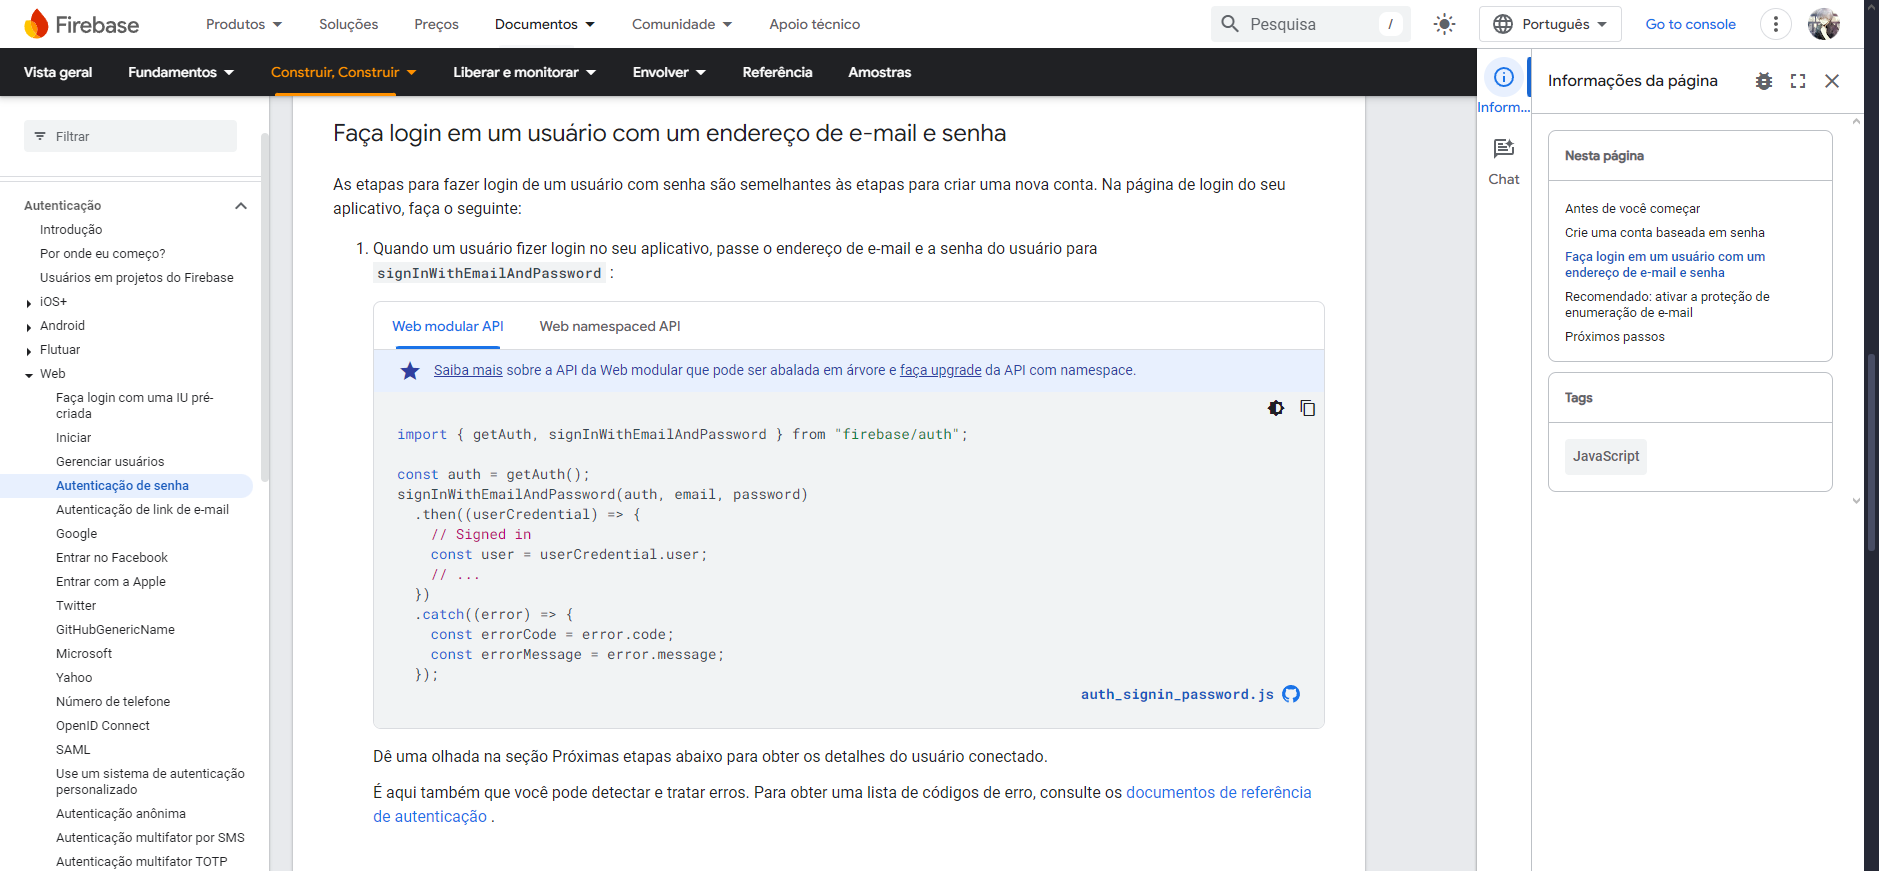 Firebase
Produtos
Soluções
Preços
Documentos
Comunidade
Apoio técnico
Pesquisa
/
Português
Go to console
Vista geral
Fundamentos
Construir, Construir
Liberar e monitorar
Envolver
Referência
Amostras
Filtrar
Autenticação
Introdução
Por onde eu começo?
Usuários em projetos do Firebase
iOS+
Android
Flutuar
Web
Faça login com uma IU pré-
criada
Iniciar
Gerenciar usuários
Autenticação de senha
Autenticação de link de e-mail
Google
Entrar no Facebook
Entrar com a Apple
Twitter
GitHubGenericName
Microsoft
Yahoo
Número de telefone
OpenID Connect
SAML
Use um sistema de autenticação
personalizado
Autenticação anônima
Autenticação multifator por SMS
Autenticação multifator TOTP
Faça login em um usuário com um endereço de e-mail e senha
As etapas para fazer login de um usuário com senha são semelhantes às etapas para criar uma nova conta. Na página de login do seu
aplicativo, faça o seguinte:
1. Quando um usuário fizer login no seu aplicativo, passe o endereço de e-mail e a senha do usuário para
signInWithEmailAndPassword :
Web modular API
Web namespaced API
Saiba mais sobre a API da Web modular que pode ser abalada em árvore e faça upgrade da API com namespace.
import { getAuth, signInWithEmailAndPassword } from "firebase/auth";
const auth = getAuth();
signInWithEmailAndPassword(auth, email, password)
.then((userCredential) => {
// Signed in
const user = userCredential.user;
// ...
})
.catch((error) => {
const errorCode = error.code;
const errorMessage = error.message;
});
auth_signin_password.js
Dê uma olhada na seção Próximas etapas abaixo para obter os detalhes do usuário conectado.
É aqui também que você pode detectar e tratar erros. Para obter uma lista de códigos de erro, consulte os documentos de referência
de autenticação .
Inform...
Chat
Informações da página
Nesta página
Antes de você começar
Crie uma conta baseada em senha
Faça login em um usuário com um
endereço de e-mail e senha
Recomendado: ativar a proteção de
enumeração de e-mail
Próximos passos
Tags
JavaScript